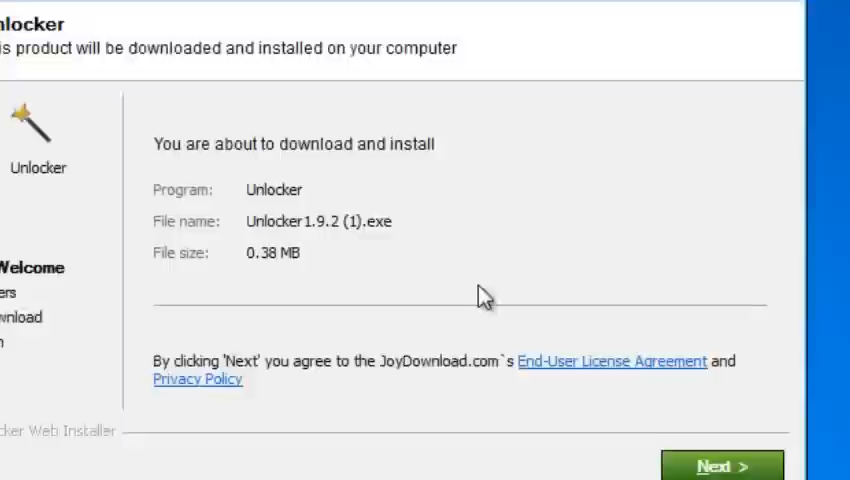 nlocker
is product will be downloaded and installed on your computer
You are about to download and install
Unlocker
Program: Unlocker
File name: Unlocker1.9.2 (1).exe
File size: 0.38 MB
Welcome
ers
wnload
n
By clicking 'Next' you agree to the JoyDownload.com`s End-User License Agreement and
Privacy Policy
cker Web Installer
Next >